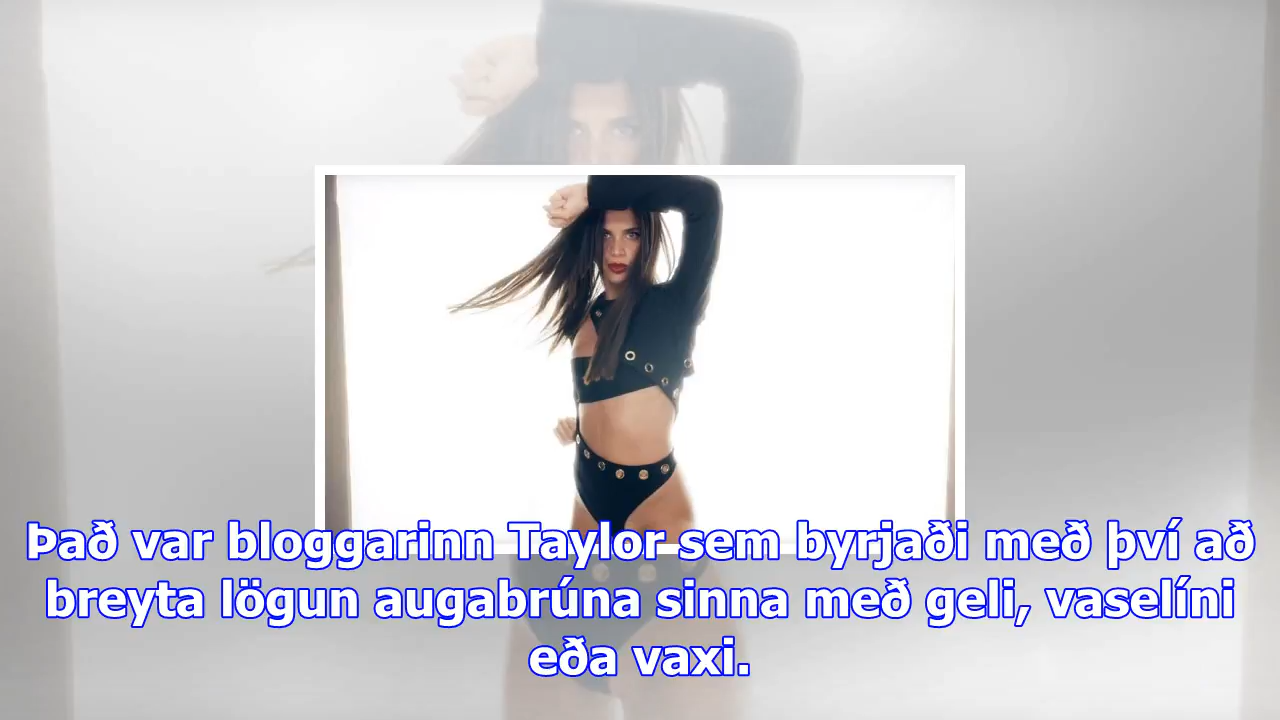 Það var bloggarinn Taylor sem byrjaði með því að
breyta lögun augabrúna sinna með geli, vaselíni
eða vaxi.